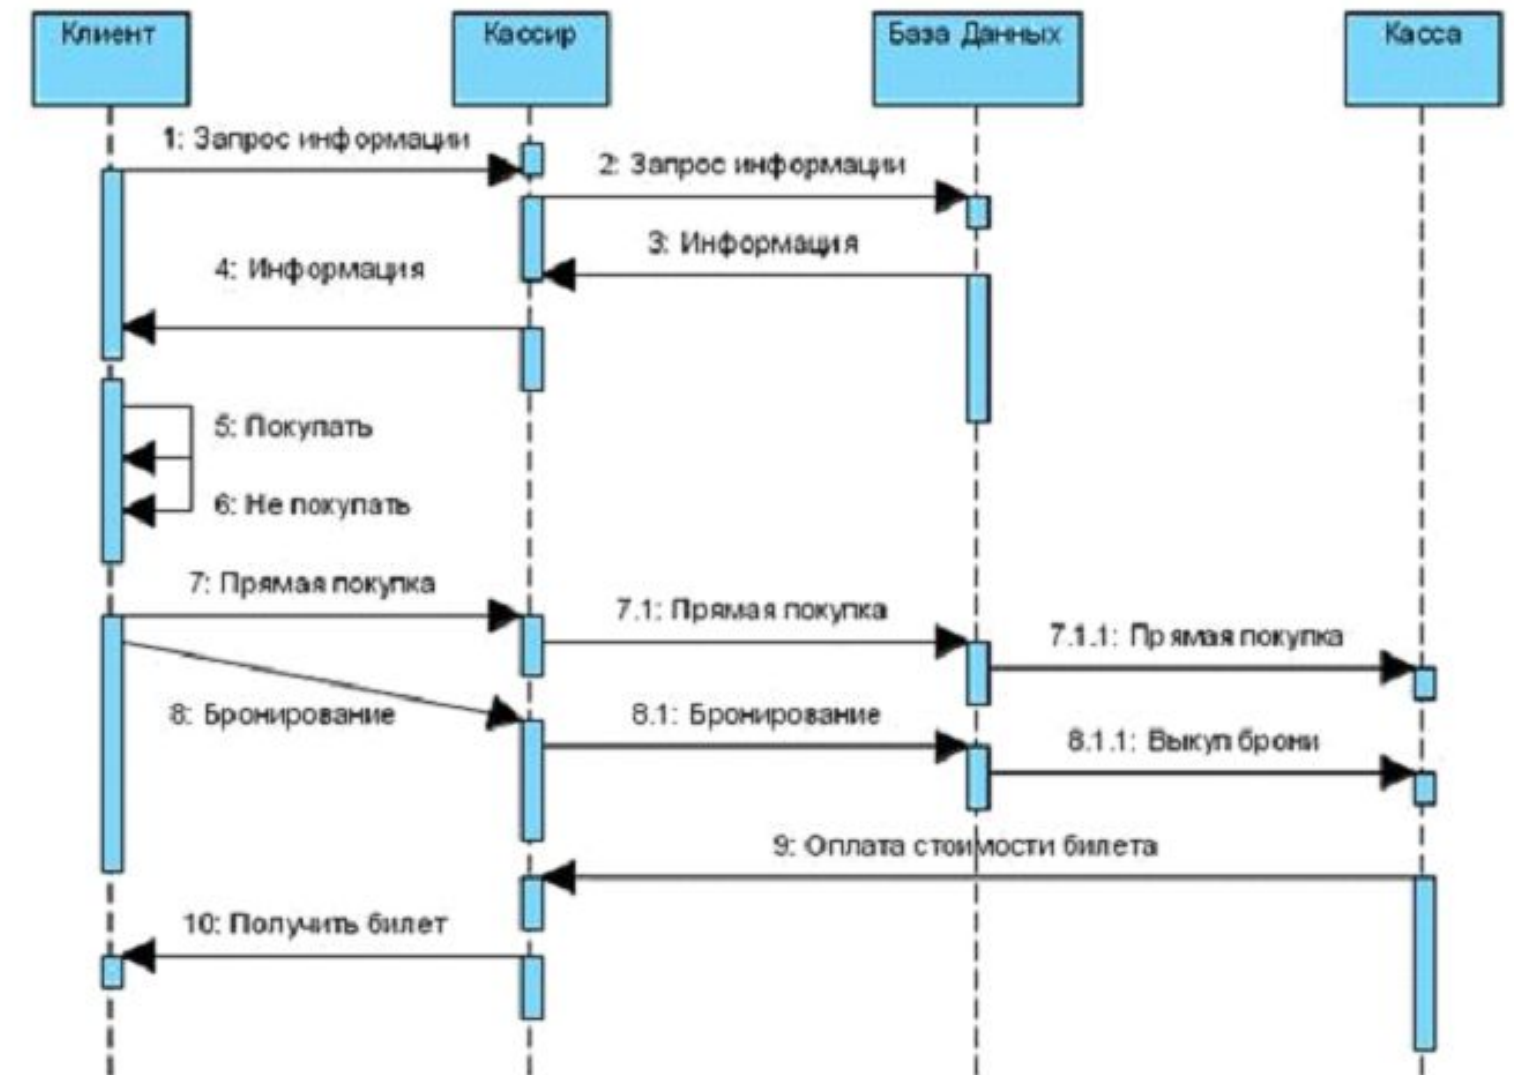 Клиент
Кассир
База Данных
Касса
1: Запрос информации
2: Запрос информации
3: Информация
4: Информация
5: Покупать
6: Не покупать
7: Прямая покупка
7.1: Прямая покупка
7.1.1: Прямая покупка
8: Бронирование
8.1: Бронирование
8.1.1: Выкуп брони
9: Оплата стоимости билета
10: Получить билет